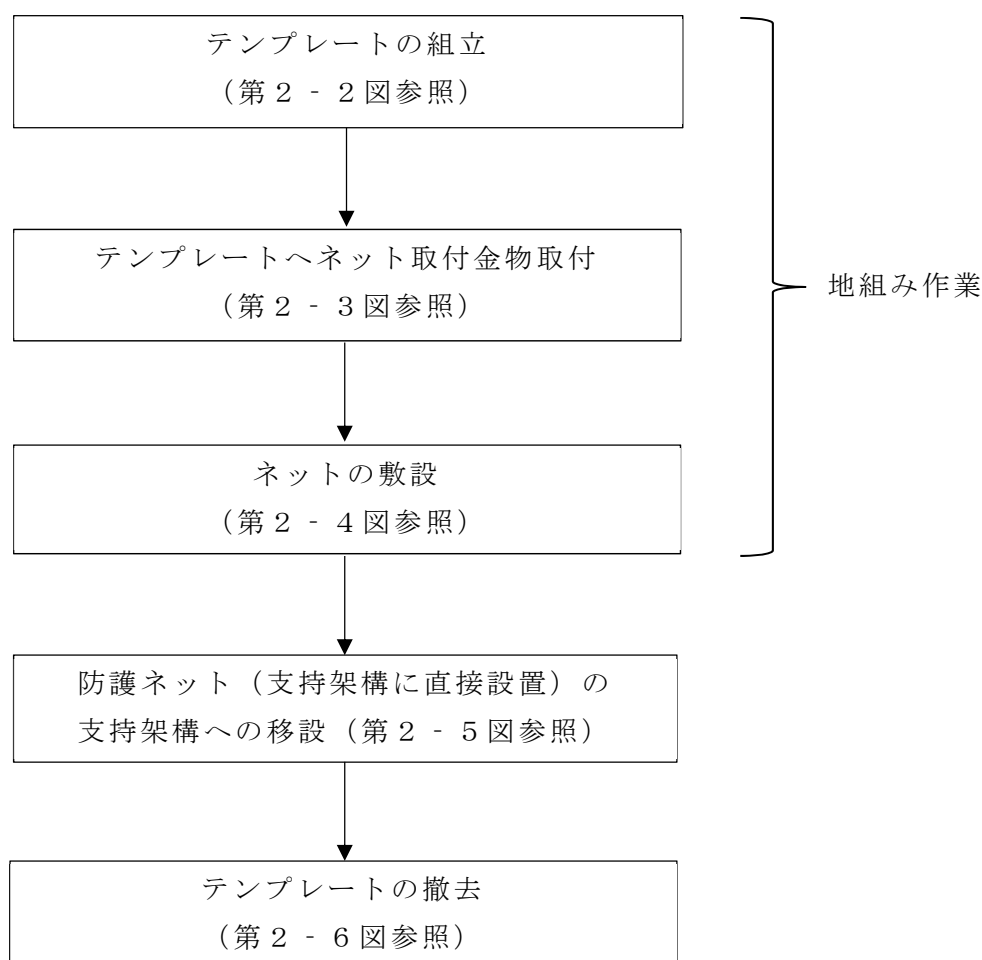 テンプレートの組立
（第２‐２図参照）
テンプレートへネット取付金物取付
（第２‐３図参照）
地組み作業
ネットの敷設
（第２‐４図参照）
防護ネット（支持架構に直接設置）の
支持架構への移設（第２‐５図参照）
テンプレートの撤去
（第２‐６図参照）